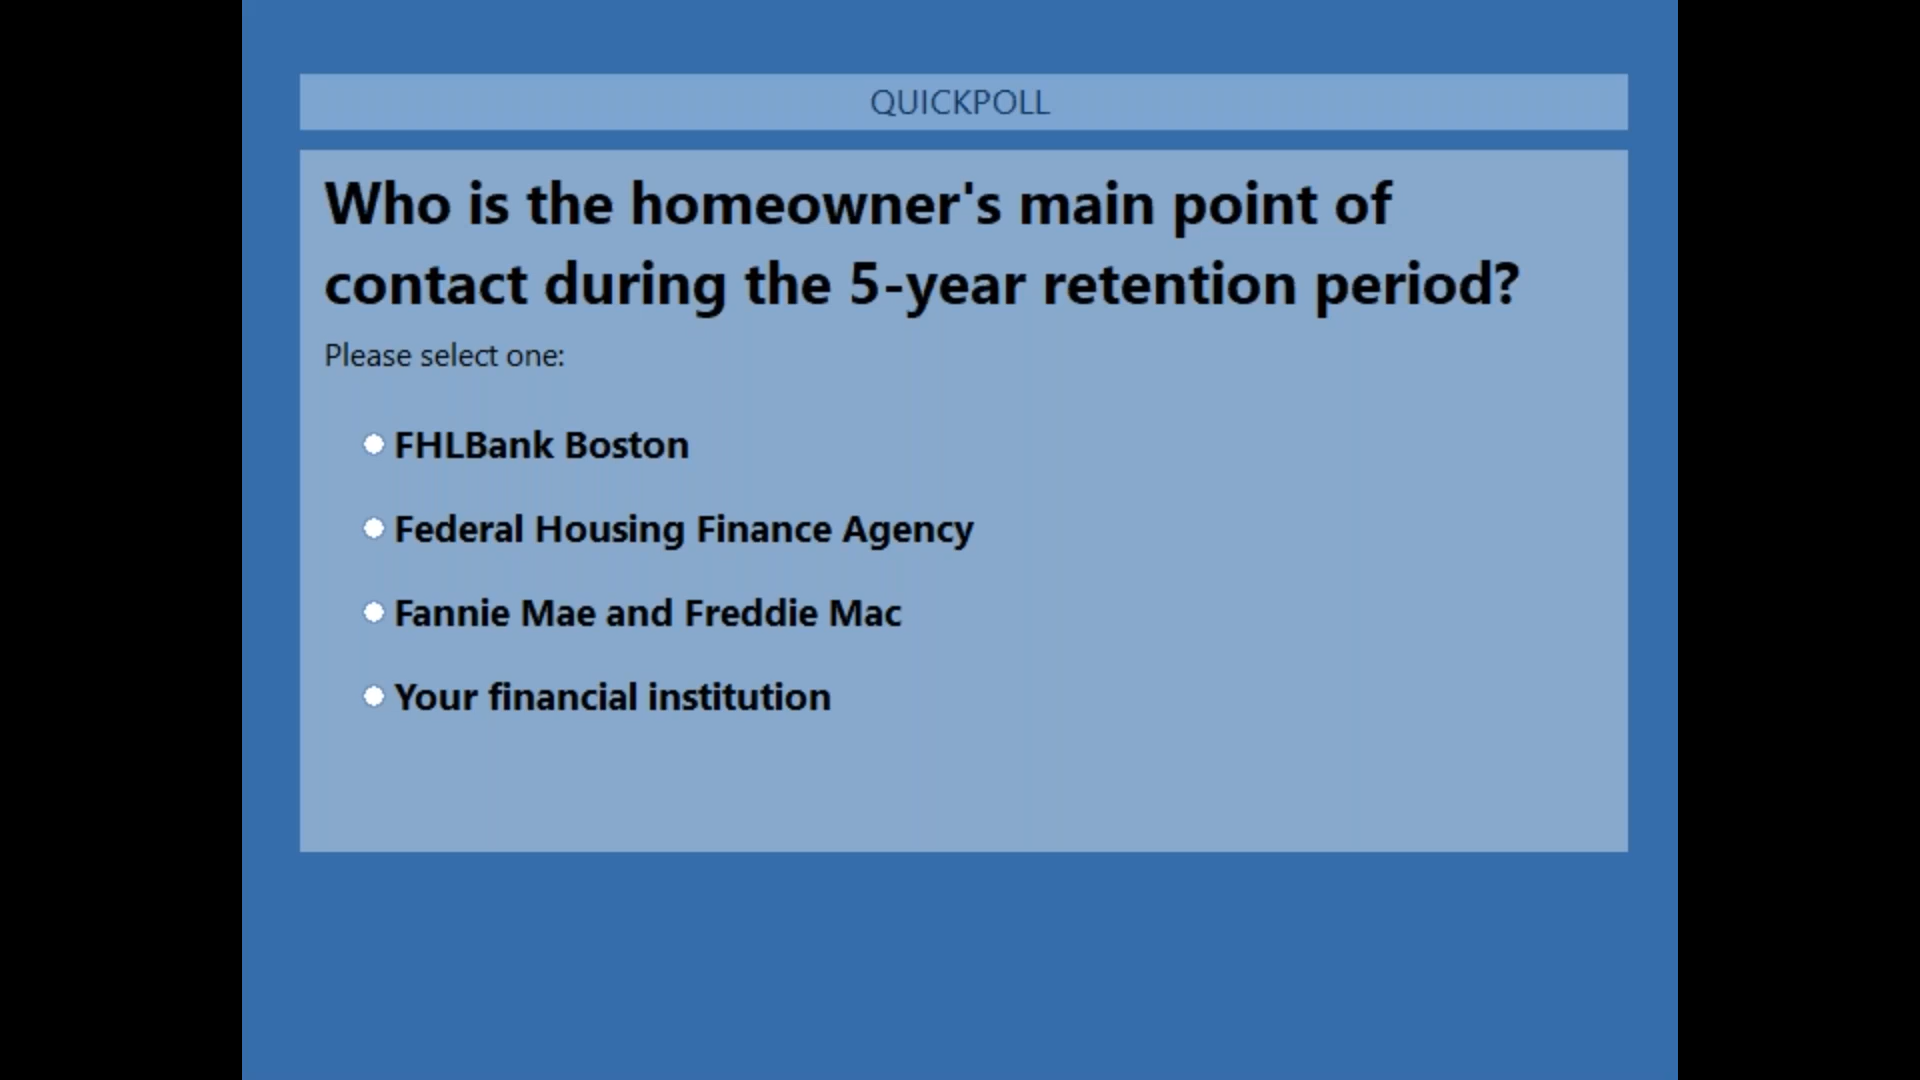 QUICKPOLL
Who is the homeowner's main point of
contact during the 5-year retention period?
Please select one:
FHLBank Boston
Federal Housing Finance Agency
Fannie Mae and Freddie Mac
Your financial institution